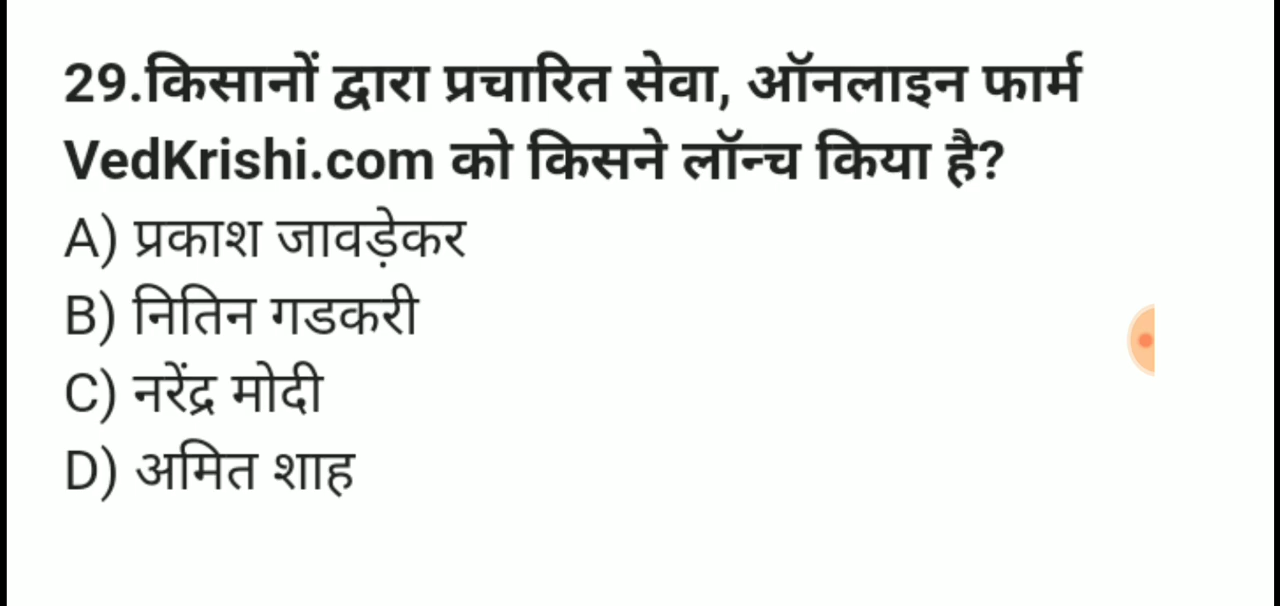 29.किसानों द्वारा प्रचारित सेवा, ऑनलाइन फार्म
VedKrishi.com को किसने लॉन्च किया है?
A) प्रकाश जावड़ेकर
B) नितिन गडकरी
C) नरेंद्र मोदी
D) अमित शाह